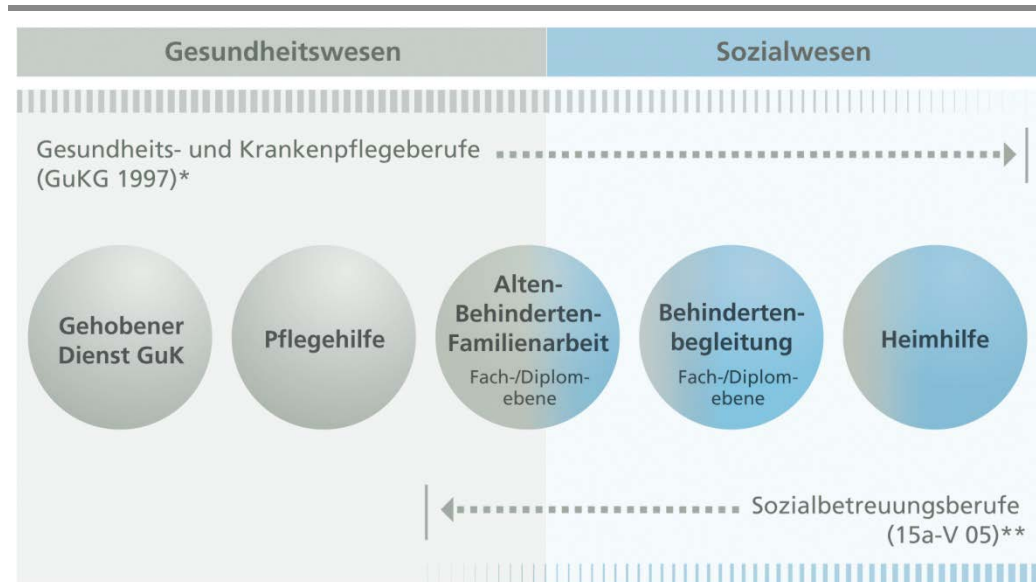 Gesundheitswesen
Sozialwesen
Gesundheits- und Krankenpflegeberufe
(GuKG 1997)*
Gehobener
Dienst GuK
Pflegehilfe
Alten-
Behinderten-
Familienarbeit
Fach-/Diplom-
ebene
Behinderten-
begleitung
Fach-/Diplom-
ebene
Heimhilfe
Sozialbetreuungsberufe
(15a-V 05)**